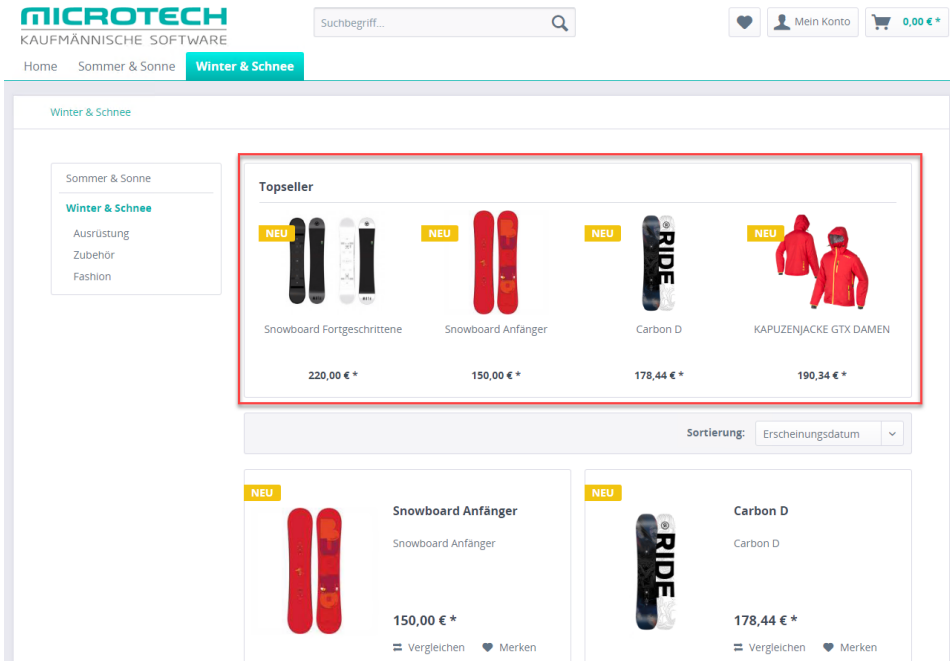 MICROTECH
KAUFMÄNNISCHE SOFTWARE
Suchbegriff...
Mein Konto
0,00 € *
Home Sommer & Sonne Winter & Schnee
Winter & Schnee
Sommer & Sonne
Winter & Schnee
Ausrüstung
Zubehör
Fashion
Topseller
NEU NEU NEU NEU
RIDE
Snowboard Fortgeschrittene Snowboard Anfänger Carbon D KAPUZENJACKE GTX DAMEN
220,00 € * 150,00 € * 178,44 € * 190,34 € *
Sortierung: Erscheinungsdatum
NEU
Snowboard Anfänger
Snowboard Anfänger
150,00 € *
Vergleichen Merken
NEU
RIDE
Carbon D
Carbon D
178,44 € *
Vergleichen Merken